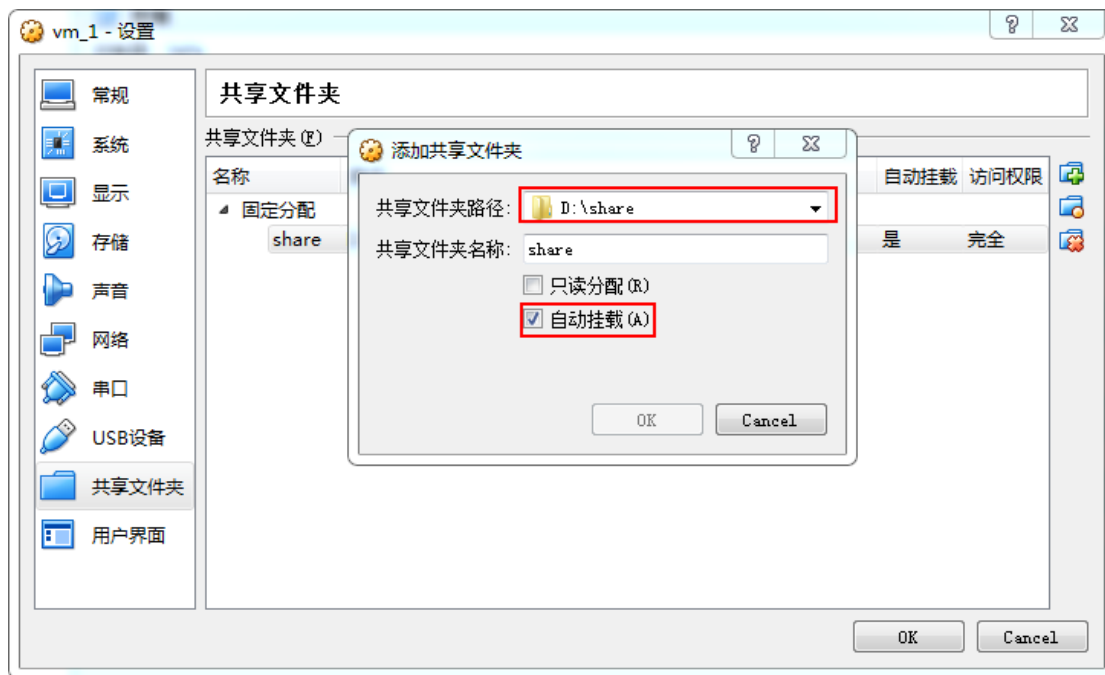 vm_1 - 设置
常规
系统
显示
存储
声音
网络
串口
USB设备
共享文件夹
用户界面
共享文件夹
共享文件夹(F)
名称
自动挂载 访问权限
固定分配
share
是 完全
添加共享文件夹
共享文件夹路径: D:\share
共享文件夹名称: share
只读分配(R)
自动挂载(A)
OK Cancel
OK Cancel